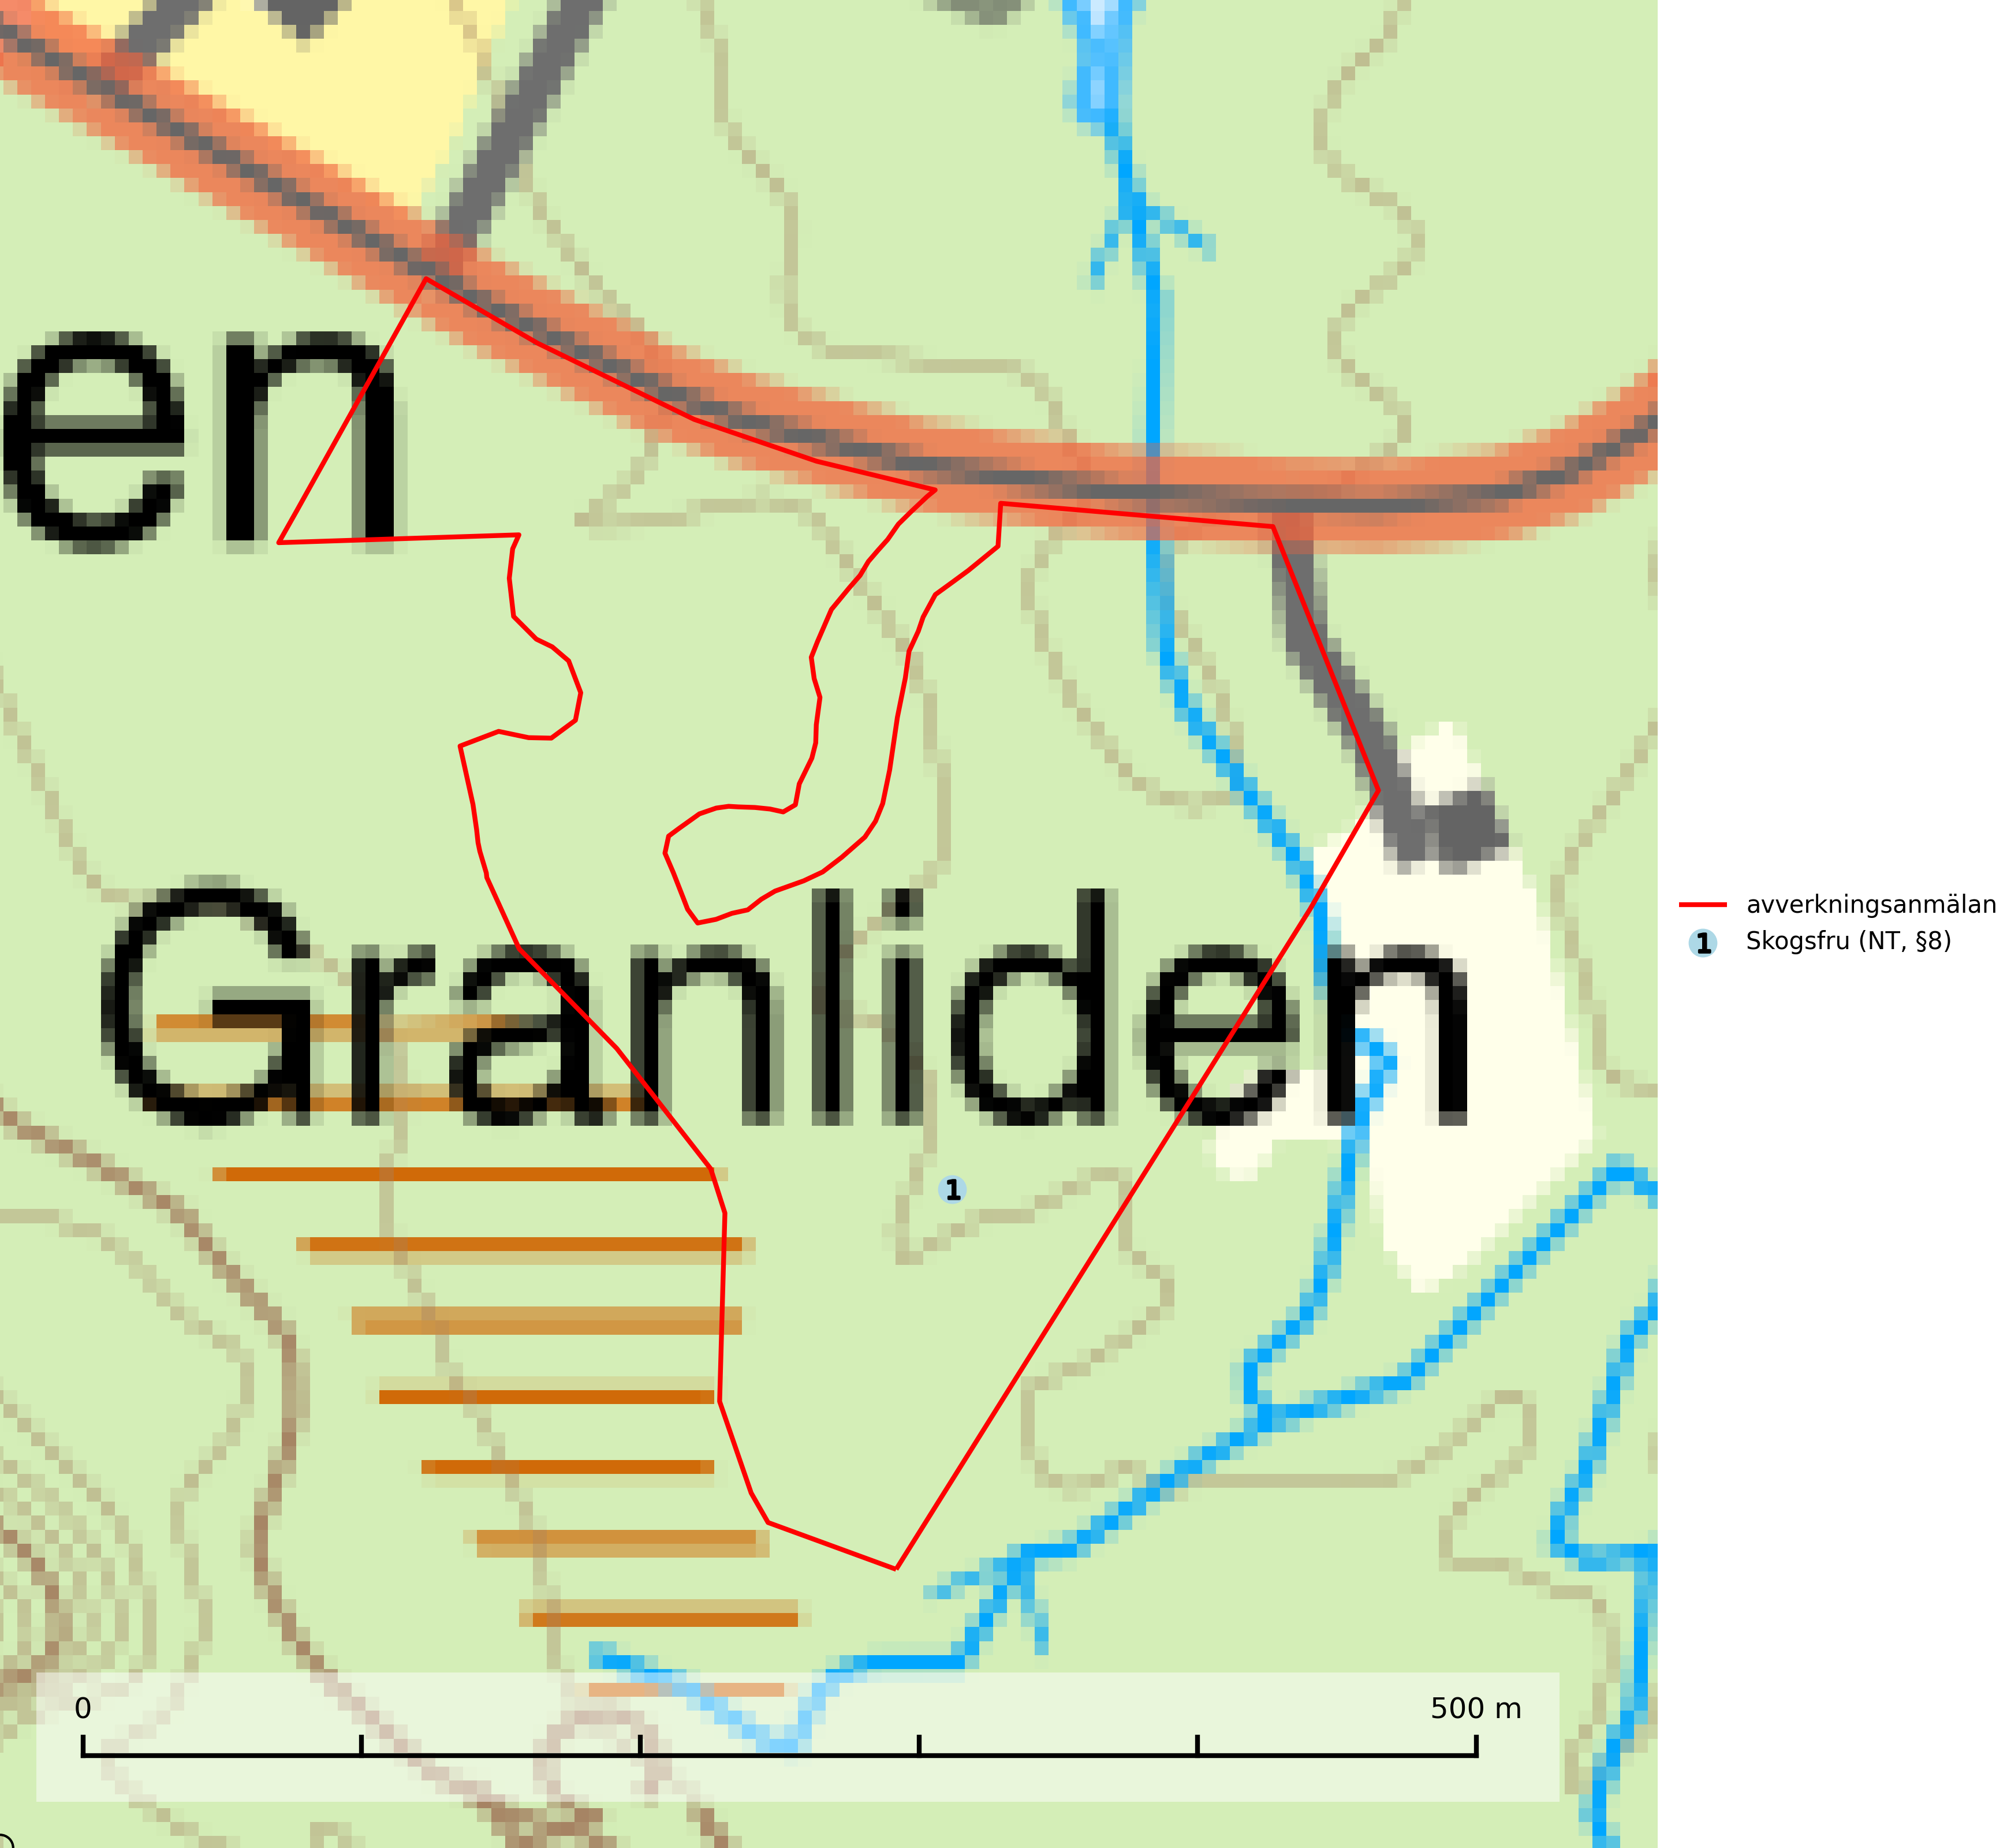 en
Granliden
1
avverkningsanmälan
1 Skogsfru (NT, §8)
0 500 m